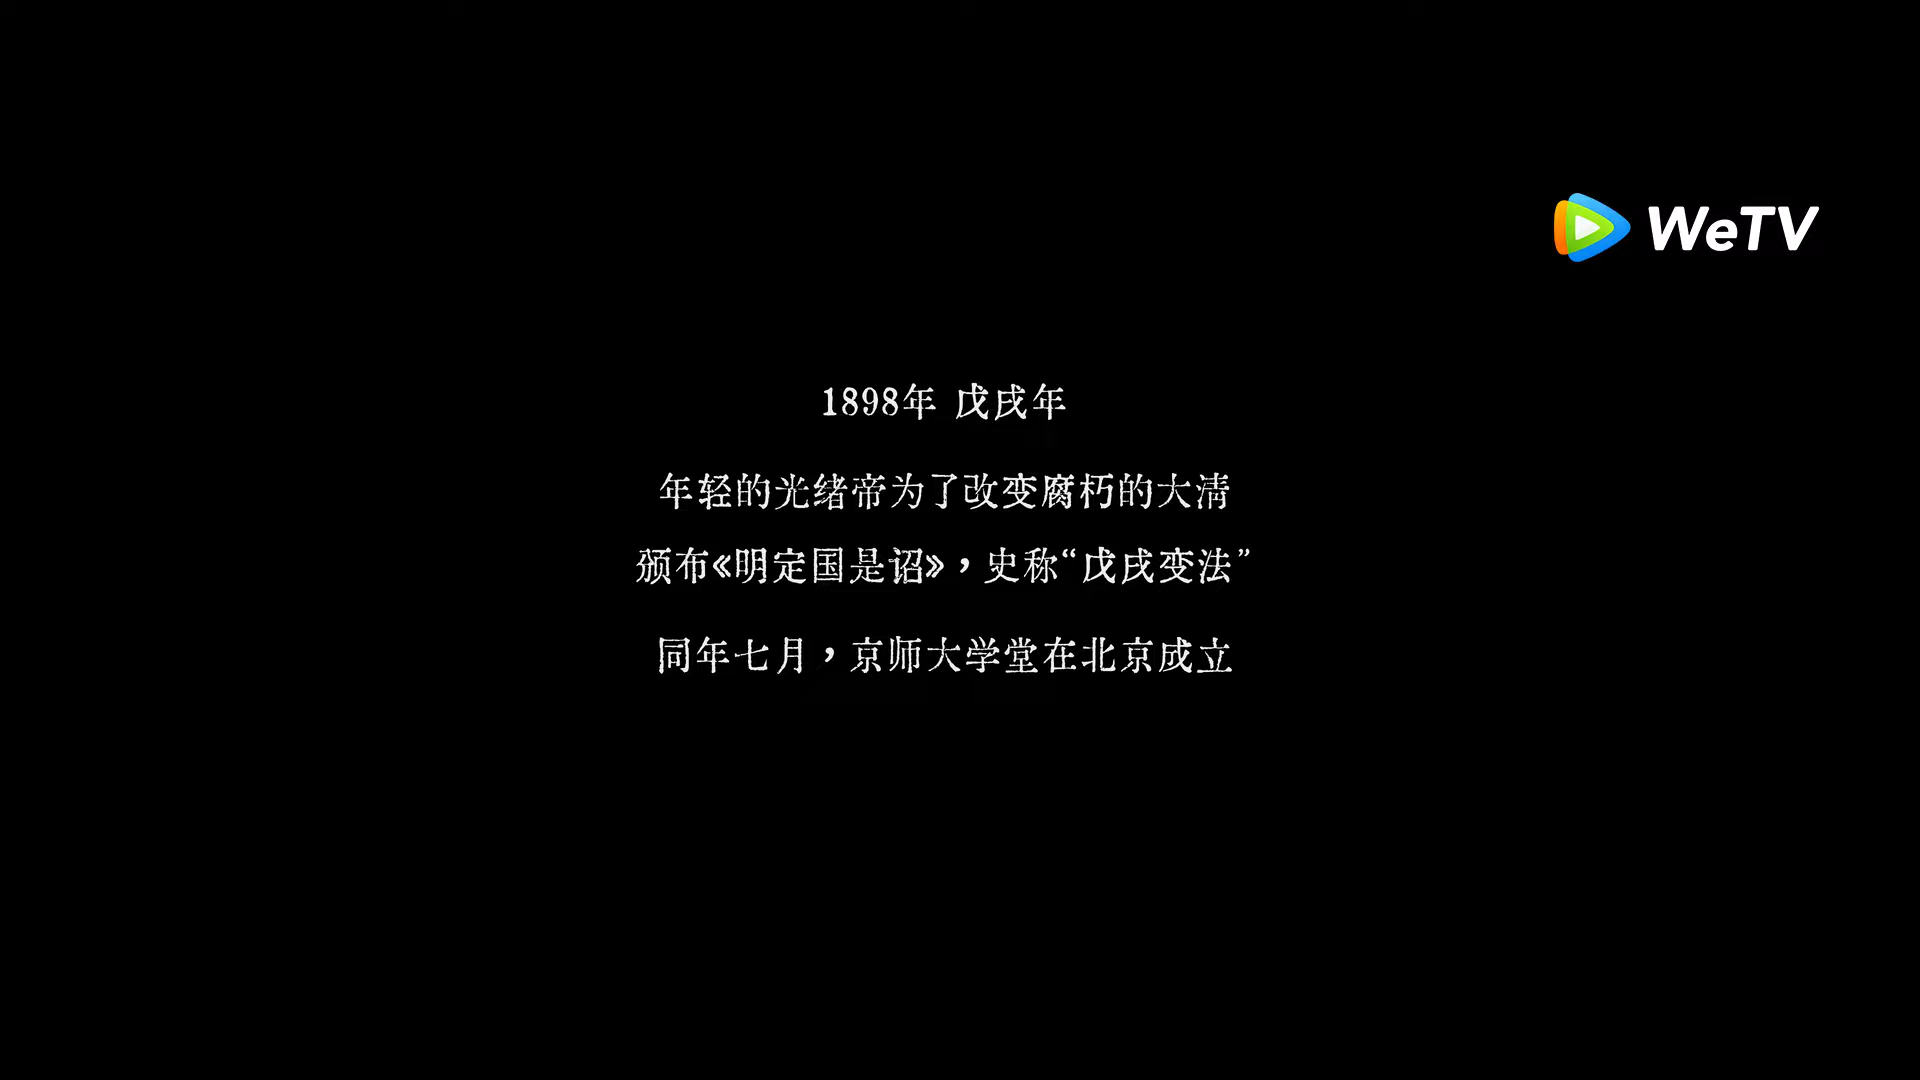 WeTV
1898年 戊戌年
年轻的光绪帝为了改变腐朽的大清
颁布《明定国是诏》，史称“戊戌变法”
同年七月，京师大学堂在北京成立